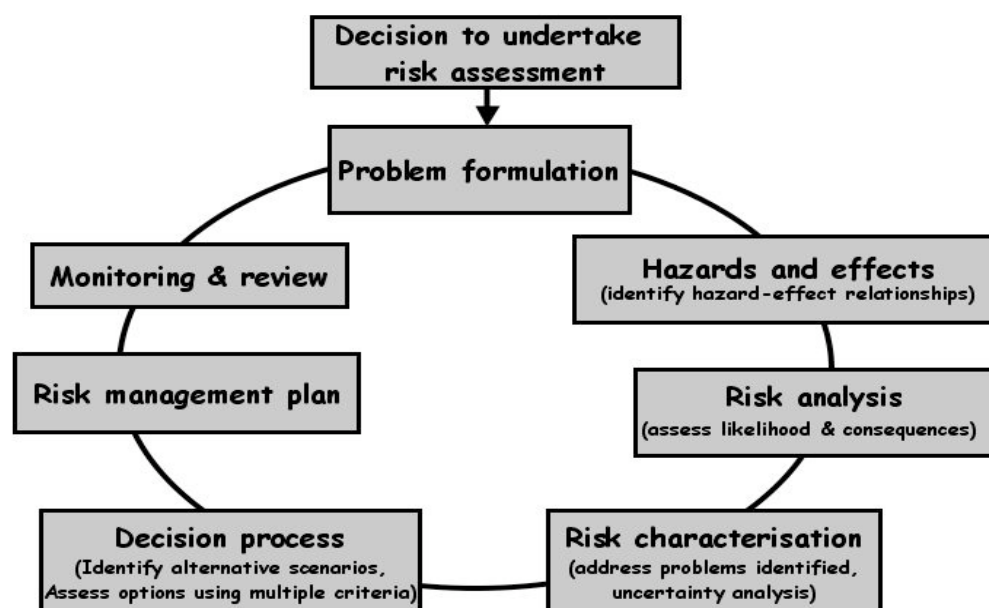 Decision to undertake
risk assessment
Problem formulation
Hazards and effects
(identify hazard-effect relationships)
Risk analysis
(assess likelihood & consequences)
Risk characterisation
(address problems identified,
uncertainty analysis)
Decision process
(Identify alternative scenarios,
Assess options using multiple criteria)
Risk management plan
Monitoring & review